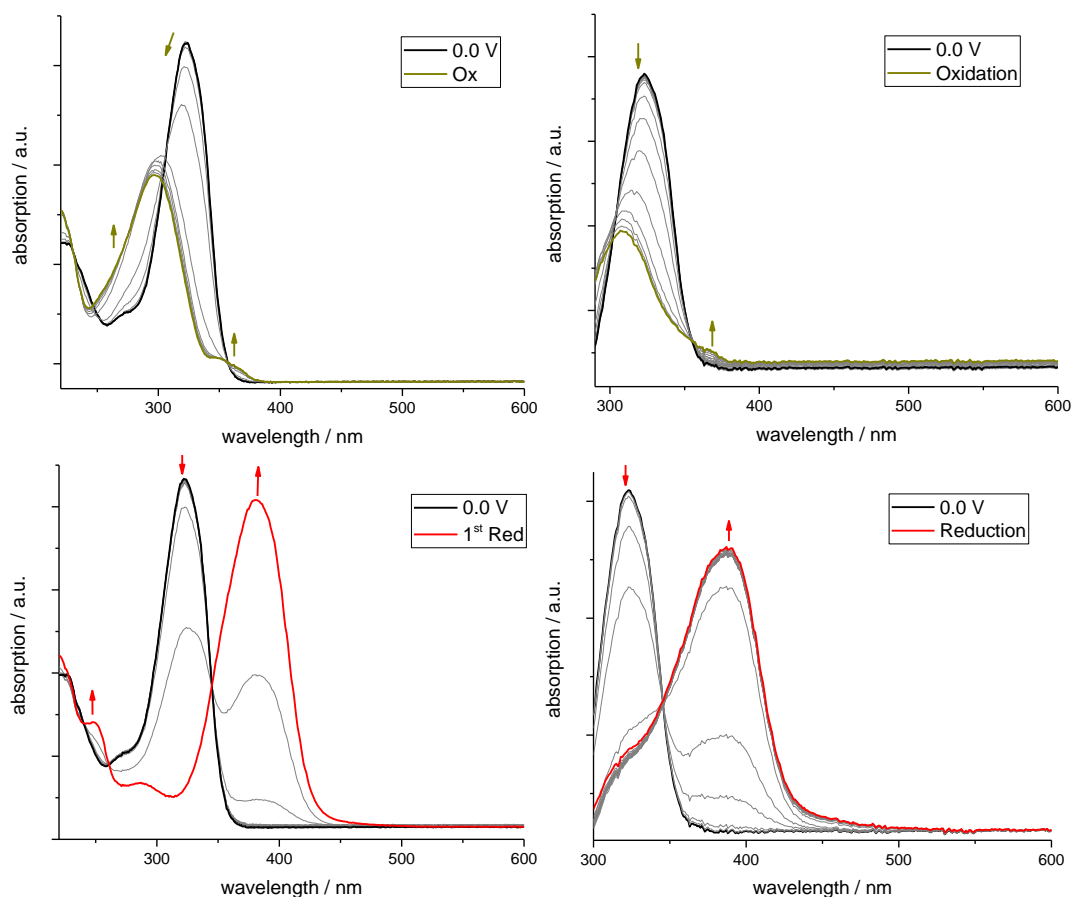 0.0 V
Ox
absorption / a.u.
300
400
500
600
wavelength / nm
0.0 V
Oxidation
absorption / a.u.
300
400
500
600
wavelength / nm
0.0 V
1st Red
absorption / a.u.
300
400
500
600
wavelength / nm
0.0 V
Reduction
absorption / a.u.
300
400
500
600
wavelength / nm